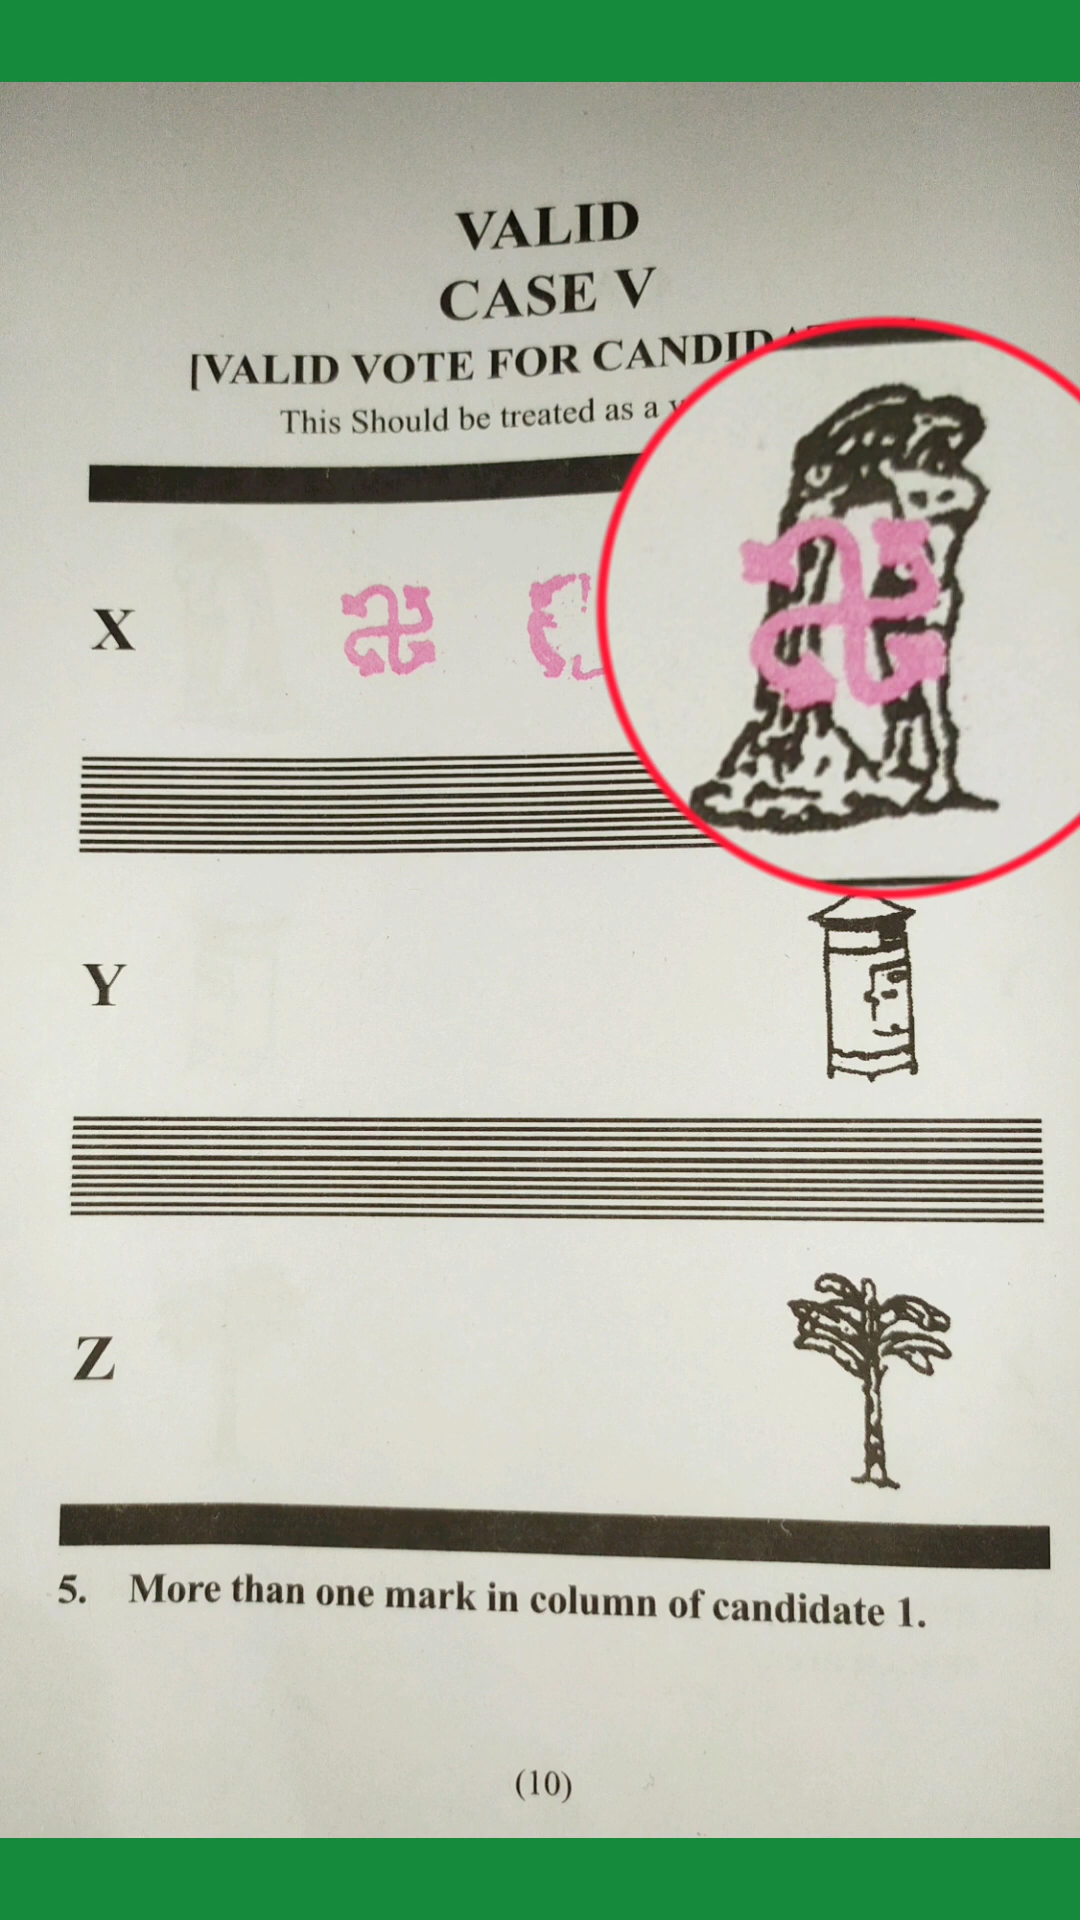 VALID
CASE V
[VALID VOTE FOR
This Should be treated as a
X
Y
Z
5. More than one mark in column of candidate 1.
(10)